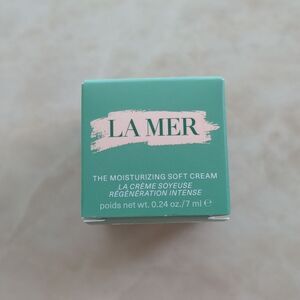 LA MER
THE MOISTURIZING SOFT CREAM
LA CRÈME SOYEUSE
RÉGÉNÉRATION INTENSE
poids net wt. 0.24 oz./7 ml ℮